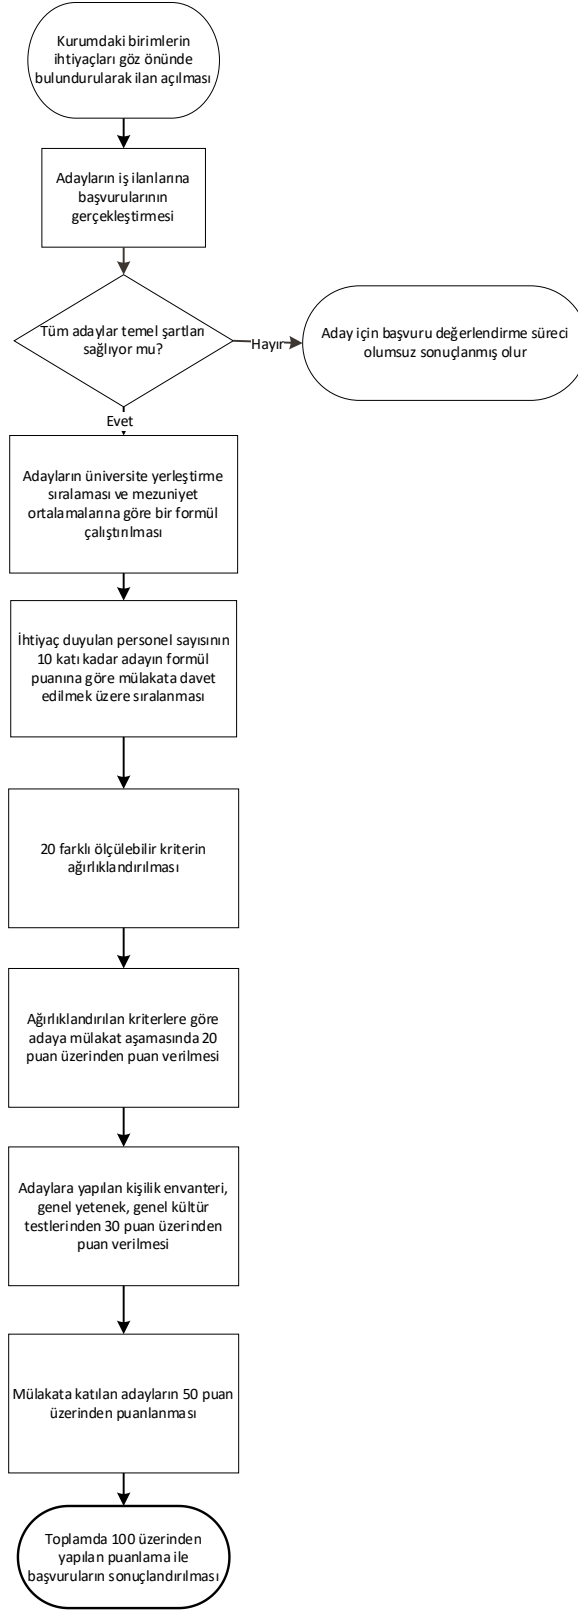 Kurumdaki birimlerin
ihtiyaçları göz önünde
bulundurularak ilan açılması
Adayların iş ilanlarına
başvurularının
gerçekleştirmesi
Tüm adaylar temel şartları
sağlıyor mu?
Hayır
Aday için başvuru değerlendirme süreci
olumsuz sonuçlanmış olur
Evet
Adayların üniversite yerleştirme
sıralaması ve mezuniyet
ortalamalarına göre bir formül
çalıştırılması
İhtiyaç duyulan personel sayısının
10 katı kadar adayın formül
puanına göre mülakata davet
edilmek üzere sıralanması
20 farklı ölçülebilir kriterin
ağırlıklandırılması
Ağırlıklandırılan kriterlere göre
adaya mülakat aşamasında 20
puan üzerinden puan verilmesi
Adaylara yapılan kişilik envanteri,
genel yetenek, genel kültür
testlerinden 30 puan üzerinden
puan verilmesi
Mülakata katılan adayların 50 puan
üzerinden puanlanması
Toplamda 100 üzerinden
yapılan puanlama ile
başvuruların sonuçlandırılması